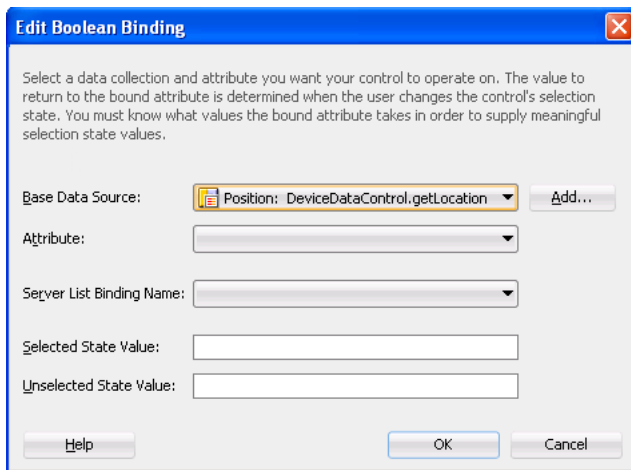 Edit Boolean Binding
Select a data collection and attribute you want your control to operate on. The value to
return to the bound attribute is determined when the user changes the control's selection
state. You must know what values the bound attribute takes in order to supply meaningful
selection state values.
Base Data Source: Position: DeviceDataControl.getLocation Add...
Attribute:
Server List Binding Name:
Selected State Value:
Unselected State Value:
Help OK Cancel